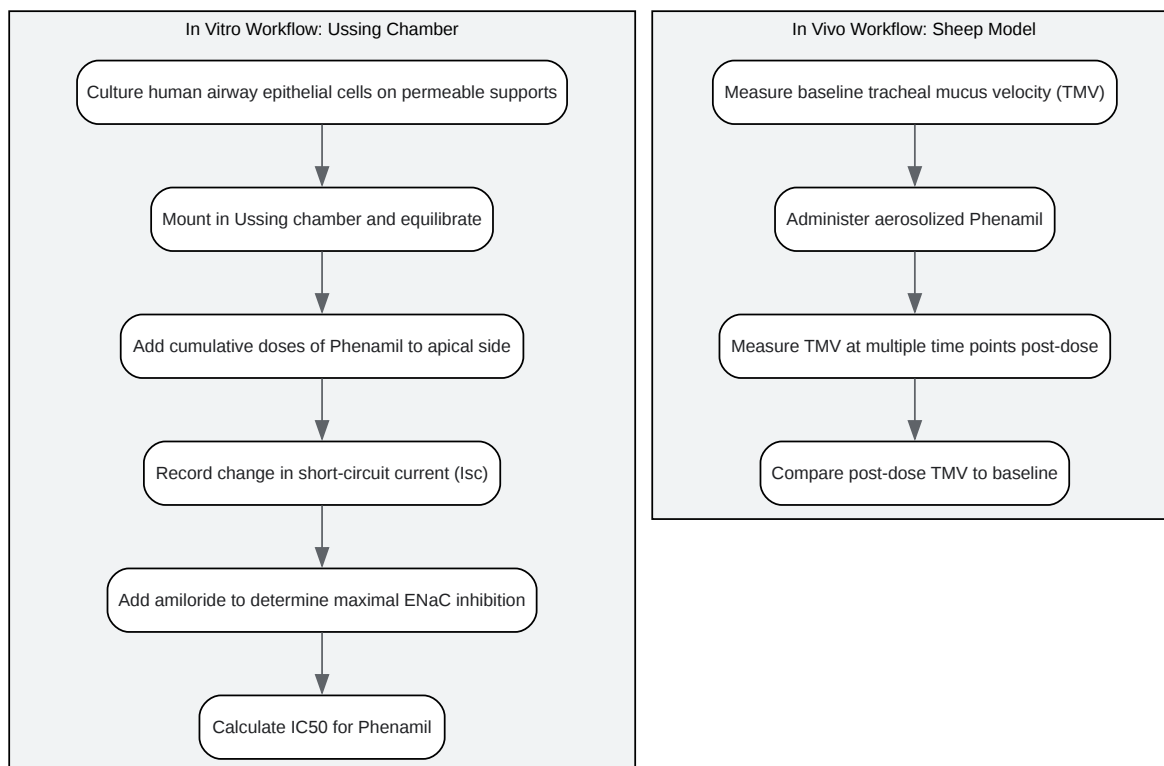 In Vitro Workflow: Ussing Chamber
Culture human airway epithelial cells on permeable supports
Mount in Ussing chamber and equilibrate
Add cumulative doses of Phenamil to apical side
Record change in short-circuit current (Isc)
Add amiloride to determine maximal ENaC inhibition
Calculate IC50 for Phenamil
In Vivo Workflow: Sheep Model
Measure baseline tracheal mucus velocity (TMV)
Administer aerosolized Phenamil
Measure TMV at multiple time points post-dose
Compare post-dose TMV to baseline